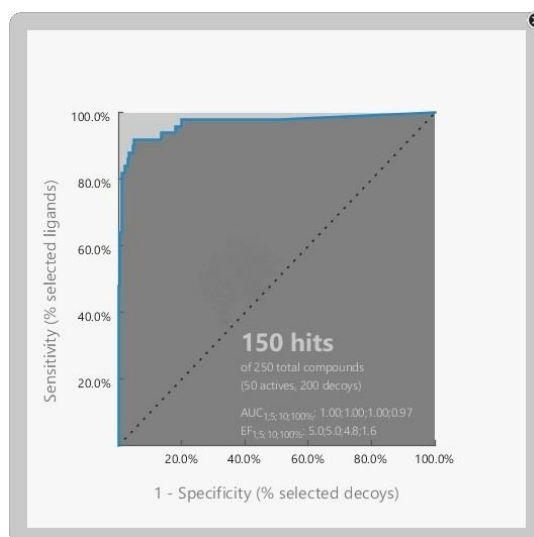 100.0%
80.0%
60.0%
40.0%
20.0%
Sensitivity (% selected ligands)
150 hits
of 250 total compounds
(50 actives, 200 decoys)
AUC1;5;10;100%: 1.00;1.00;1.00;0.97
EF1;5;10;100%: 5.0;5.0;4.8;1.6
20.0% 40.0% 60.0% 80.0% 100.0%
1 - Specificity (% selected decoys)